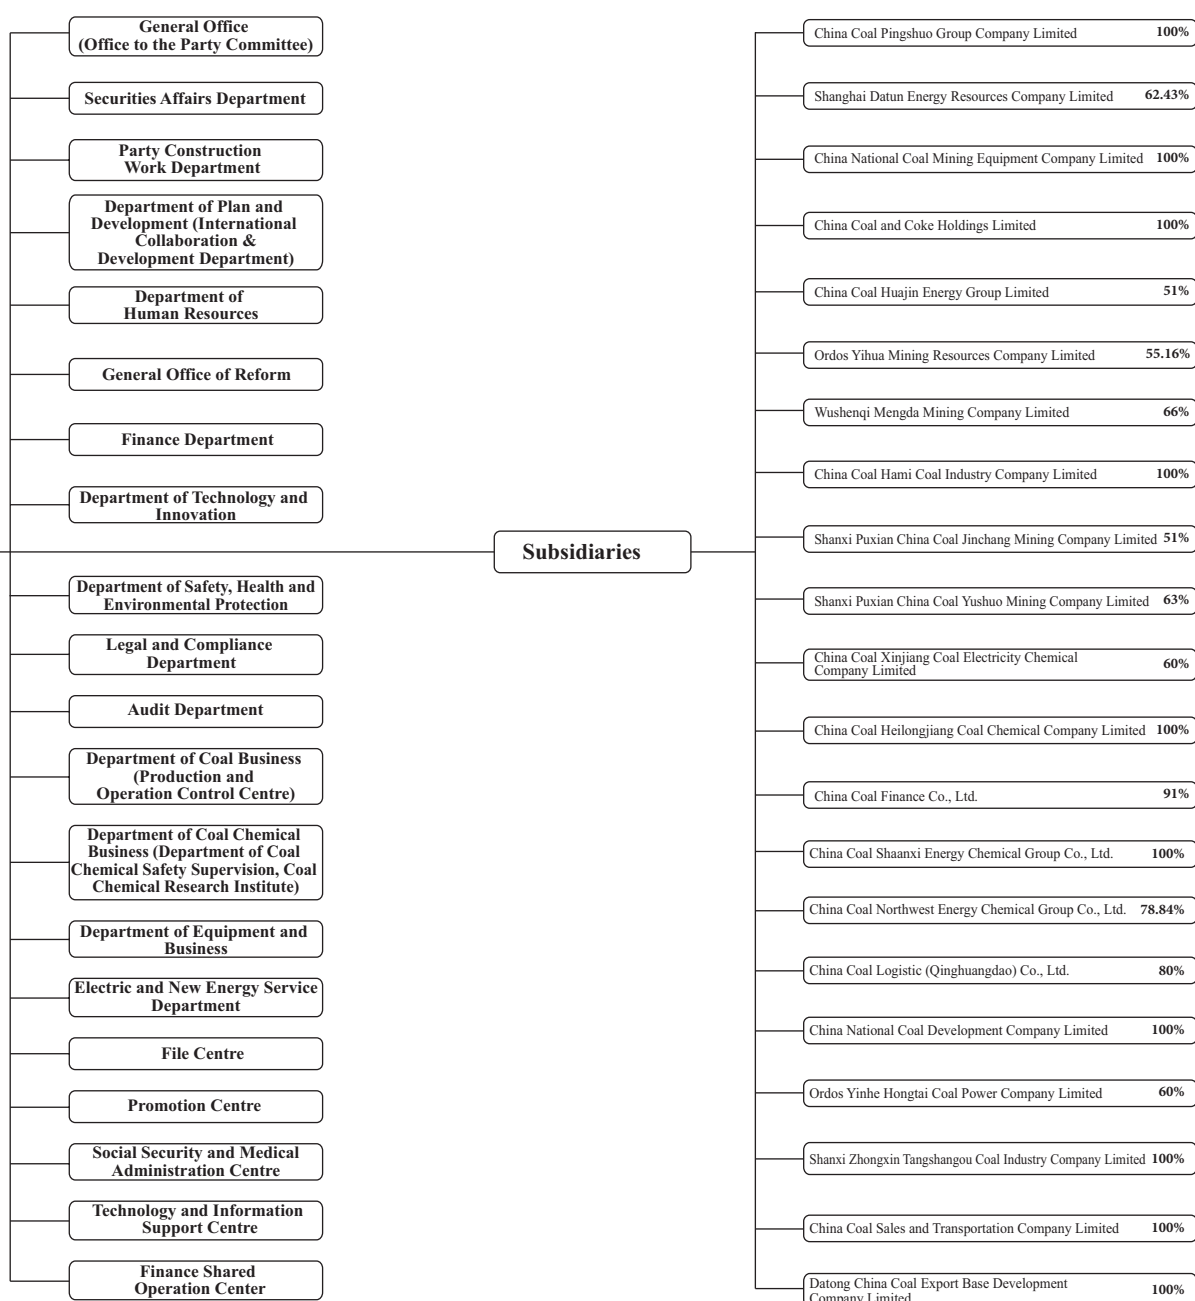 General Office
(Office to the Party Committee)
Securities Affairs Department
Party Construction
Work Department
Department of Plan and
Development (International
Collaboration &
Development Department)
Department of
Human Resources
General Office of Reform
Finance Department
Department of Technology and
Innovation
Department of Safety, Health and
Environmental Protection
Legal and Compliance
Department
Audit Department
Department of Coal Business
(Production and
Operation Control Centre)
Department of Coal Chemical
Business (Department of Coal
Chemical Safety Supervision, Coal
Chemical Research Institute)
Department of Equipment and
Business
Electric and New Energy Service
Department
File Centre
Promotion Centre
Social Security and Medical
Administration Centre
Technology and Information
Support Centre
Finance Shared
Operation Center
Subsidiaries
China Coal Pingshuo Group Company Limited 100%
Shanghai Datun Energy Resources Company Limited 62.43%
China National Coal Mining Equipment Company Limited 100%
China Coal and Coke Holdings Limited 100%
China Coal Huajin Energy Group Limited 51%
Ordos Yihua Mining Resources Company Limited 55.16%
Wushenqi Mengda Mining Company Limited 66%
China Coal Hami Coal Industry Company Limited 100%
Shanxi Puxian China Coal Jinchang Mining Company Limited 51%
Shanxi Puxian China Coal Yushuo Mining Company Limited 63%
China Coal Xinjiang Coal Electricity Chemical
Company Limited 60%
China Coal Heilongjiang Coal Chemical Company Limited 100%
China Coal Finance Co., Ltd. 91%
China Coal Shaanxi Energy Chemical Group Co., Ltd. 100%
China Coal Northwest Energy Chemical Group Co., Ltd. 78.84%
China Coal Logistic (Qinghuangdao) Co., Ltd. 80%
China National Coal Development Company Limited 100%
Ordos Yinhe Hongtai Coal Power Company Limited 60%
Shanxi Zhongxin Tangshangou Coal Industry Company Limited 100%
China Coal Sales and Transportation Company Limited 100%
Datong China Coal Export Base Development
Company Limited 100%